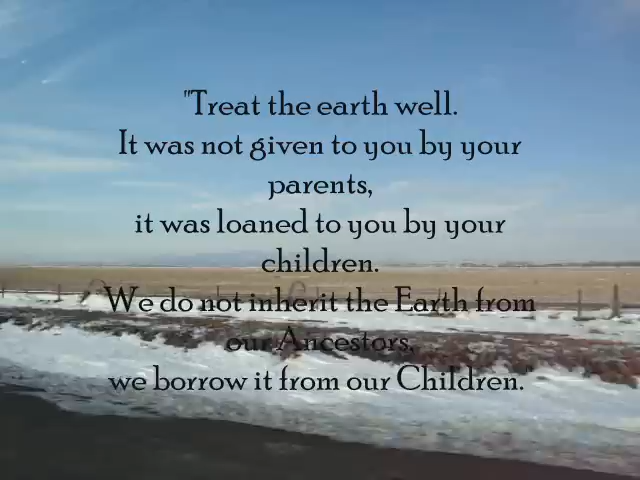 "Treat the earth well.
It was not given to you by your
parents,
it was loaned to you by your
children.
We do not inherit the Earth from
our Ancestors,
we borrow it from our Children.